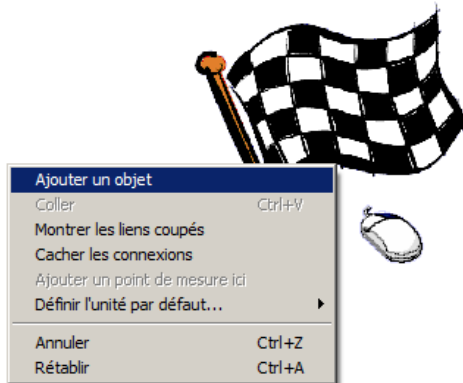 Ajouter un objet
Coller Ctrl+V
Montrer les liens coupés
Cacher les connexions
Ajouter un point de mesure ici
Définir l'unité par défaut...
Annuler Ctrl+Z
Rétablir Ctrl+A